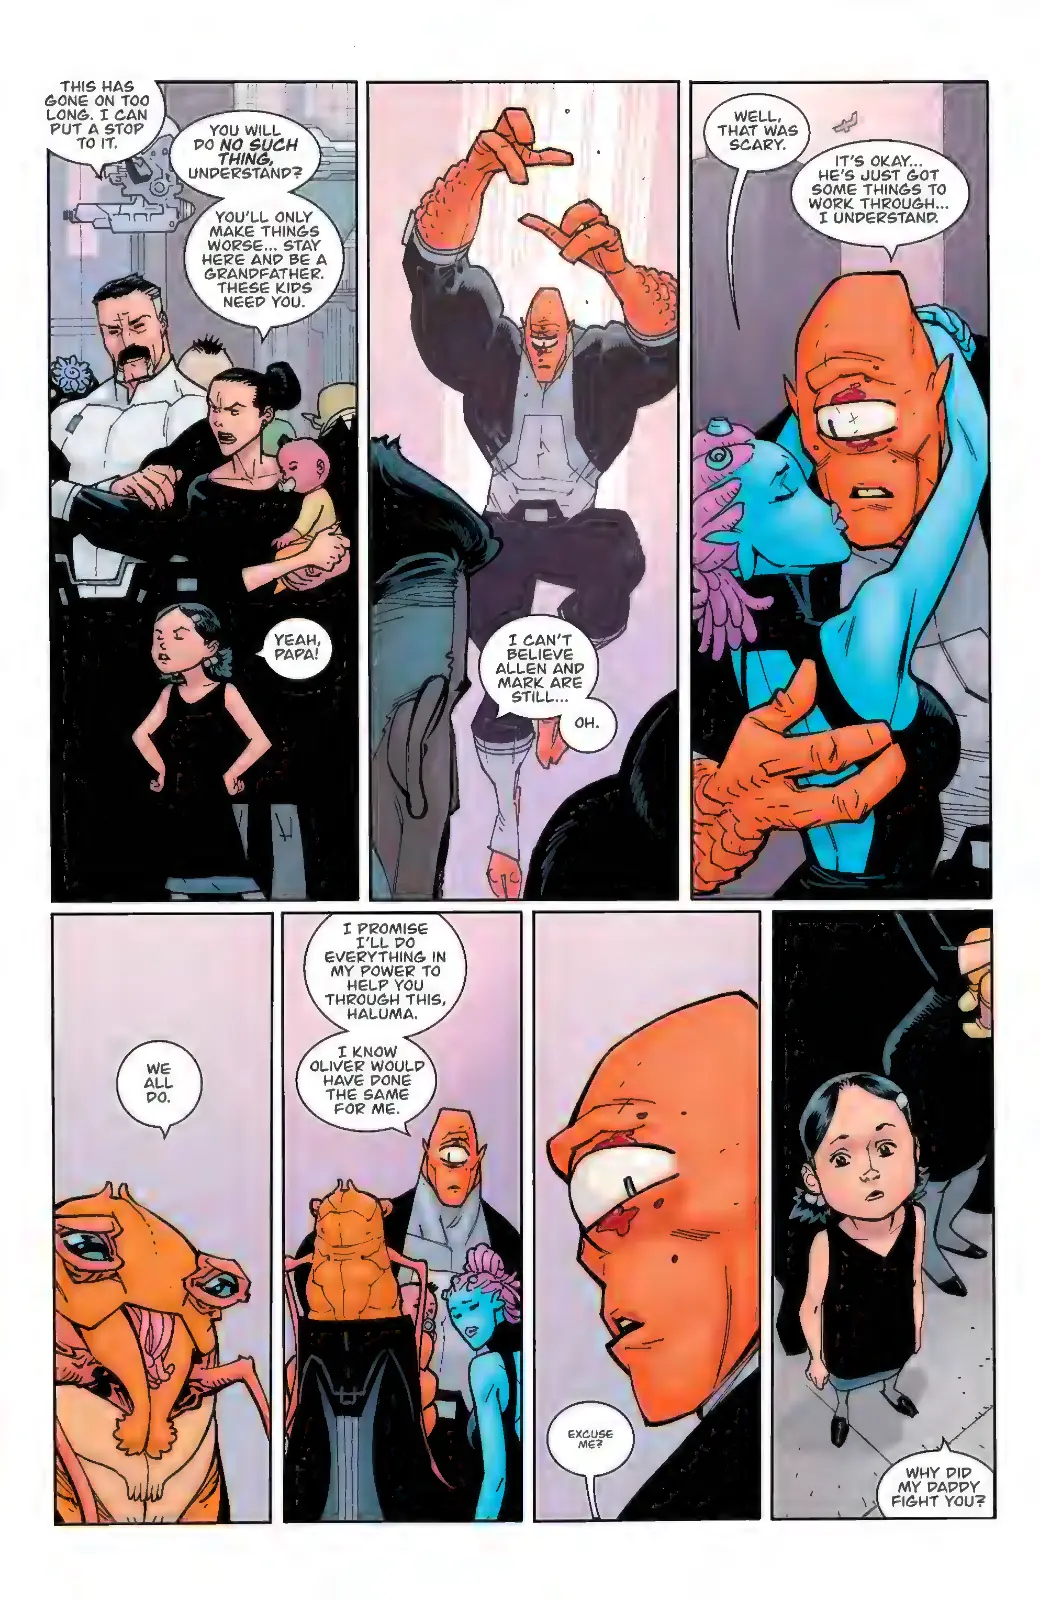 THIS HAS
GONE ON TOO
LONG. I CAN
PUT A STOP
TO IT.
YOU WILL
DO NO SUCH
THING,
UNDERSTAND?
YOU'LL ONLY
MAKE THINGS
WORSE... STAY
HERE AND BE A
GRANDFATHER.
THESE KIDS
NEED YOU.
YEAH,
PAPA!
I CAN'T
BELIEVE
ALLEN AND
MARK ARE
STILL...
OH.
WELL,
THAT WAS
SCARY.
IT'S OKAY...
HE'S JUST GOT
SOME THINGS TO
WORK THROUGH...
I UNDERSTAND.
WE
ALL
DO.
I PROMISE
I'LL DO
EVERYTHING IN
MY POWER TO
HELP YOU
THROUGH THIS,
HALUMA.
I KNOW
OLIVER WOULD
HAVE DONE
THE SAME
FOR ME.
EXCUSE
ME?
WHY DID
MY DADDY
FIGHT YOU?